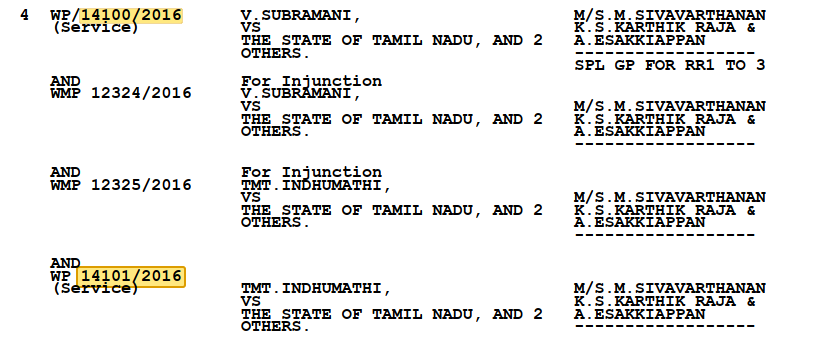 4 WP/14100/2016 V.SUBRAMANI, M/S.M.SIVAVARTHANAN
(Service) VS K.S.KARTHIK RAJA &
THE STATE OF TAMIL NADU, AND 2 A.ESAKKIAPPAN
OTHERS. -------------------
SPL GP FOR RR1 TO 3
AND For Injunction
WMP 12324/2016 V.SUBRAMANI,
VS M/S.M.SIVAVARTHANAN
THE STATE OF TAMIL NADU, AND 2 K.S.KARTHIK RAJA &
OTHERS. A.ESAKKIAPPAN
-------------------
AND For Injunction
WMP 12325/2016 TMT.INDHUMATHI,
VS M/S.M.SIVAVARTHANAN
THE STATE OF TAMIL NADU, AND 2 K.S.KARTHIK RAJA &
OTHERS. A.ESAKKIAPPAN
-------------------
AND
WP 14101/2016
(Service) TMT.INDHUMATHI, M/S.M.SIVAVARTHANAN
VS K.S.KARTHIK RAJA &
THE STATE OF TAMIL NADU, AND 2 A.ESAKKIAPPAN
OTHERS. -------------------